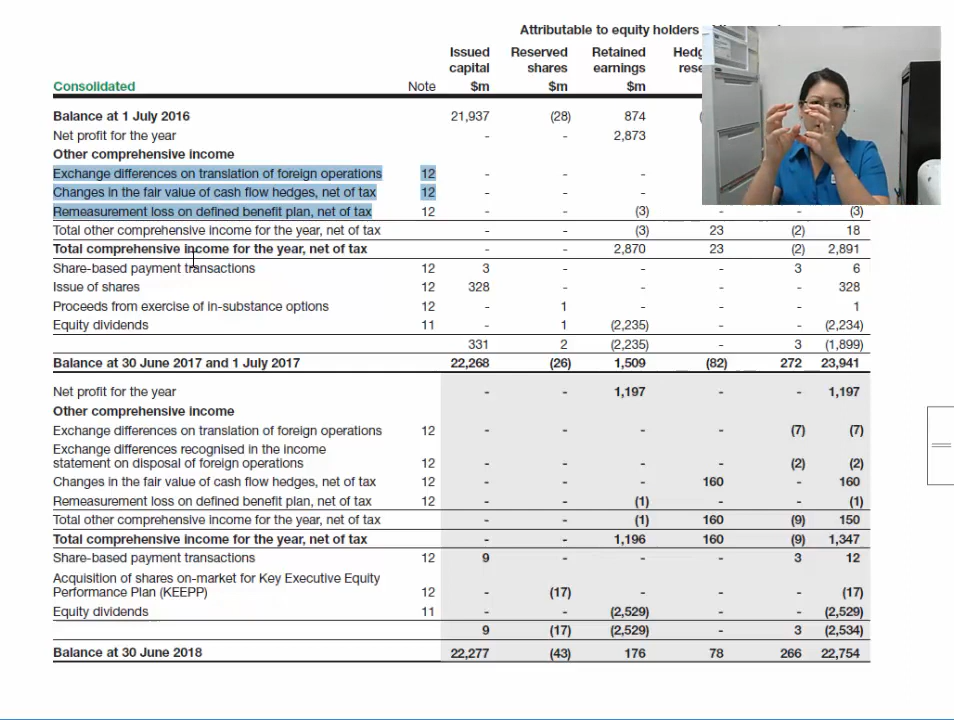 Attributable to equity holders
Issued capital Reserved shares Retained earnings
Consolidated Note $m $m $m
Balance at 1 July 2016 21,937 (28) 874
Net profit for the year - - 2,873
Other comprehensive income
Exchange differences on translation of foreign operations 12 - - -
Changes in the fair value of cash flow hedges, net of tax 12 - - -
Remeasurement loss on defined benefit plan, net of tax 12 - - (3) - - (3)
Total other comprehensive income for the year, net of tax - - (3) 23 (2) 18
Total comprehensive income for the year, net of tax - - 2,870 23 (2) 2,891
Share-based payment transactions 12 3 - - - 3 6
Issue of shares 12 328 - - - - 328
Proceeds from exercise of in-substance options 12 - 1 - - - 1
Equity dividends 11 - 1 (2,235) - - (2,234)
331 2 (2,235) - 3 (1,899)
Balance at 30 June 2017 and 1 July 2017 22,268 (26) 1,509 (82) 272 23,941
Net profit for the year - - 1,197 - - 1,197
Other comprehensive income
Exchange differences on translation of foreign operations 12 - - - - (7) (7)
Exchange differences recognised in the income
statement on disposal of foreign operations 12 - - - - (2) (2)
Changes in the fair value of cash flow hedges, net of tax 12 - - - 160 - 160
Remeasurement loss on defined benefit plan, net of tax 12 - - (1) - - (1)
Total other comprehensive income for the year, net of tax - - (1) 160 (9) 150
Total comprehensive income for the year, net of tax - - 1,196 160 (9) 1,347
Share-based payment transactions 12 9 - - - 3 12
Acquisition of shares on-market for Key Executive Equity
Performance Plan (KEEPP) 12 - (17) - - - (17)
Equity dividends 11 - - (2,529) - - (2,529)
9 (17) (2,529) - 3 (2,534)
Balance at 30 June 2018 22,277 (43) 176 78 266 22,754